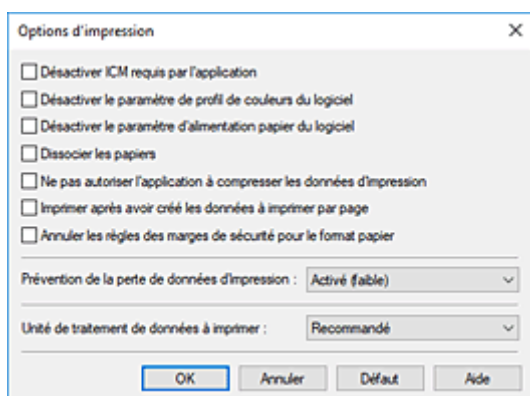 Options d'impression
Désactiver ICM requis par l'application
Désactiver le paramètre de profil de couleurs du logiciel
Désactiver le paramètre d'alimentation papier du logiciel
Dissocier les papiers
Ne pas autoriser l'application à compresser les données d'impression
Imprimer après avoir créé les données à imprimer par page
Annuler les règles des marges de sécurité pour le format papier
Prévention de la perte de données d'impression : Activé (faible)
Unité de traitement de données à imprimer : Recommandé
OK Annuler Défaut Aide